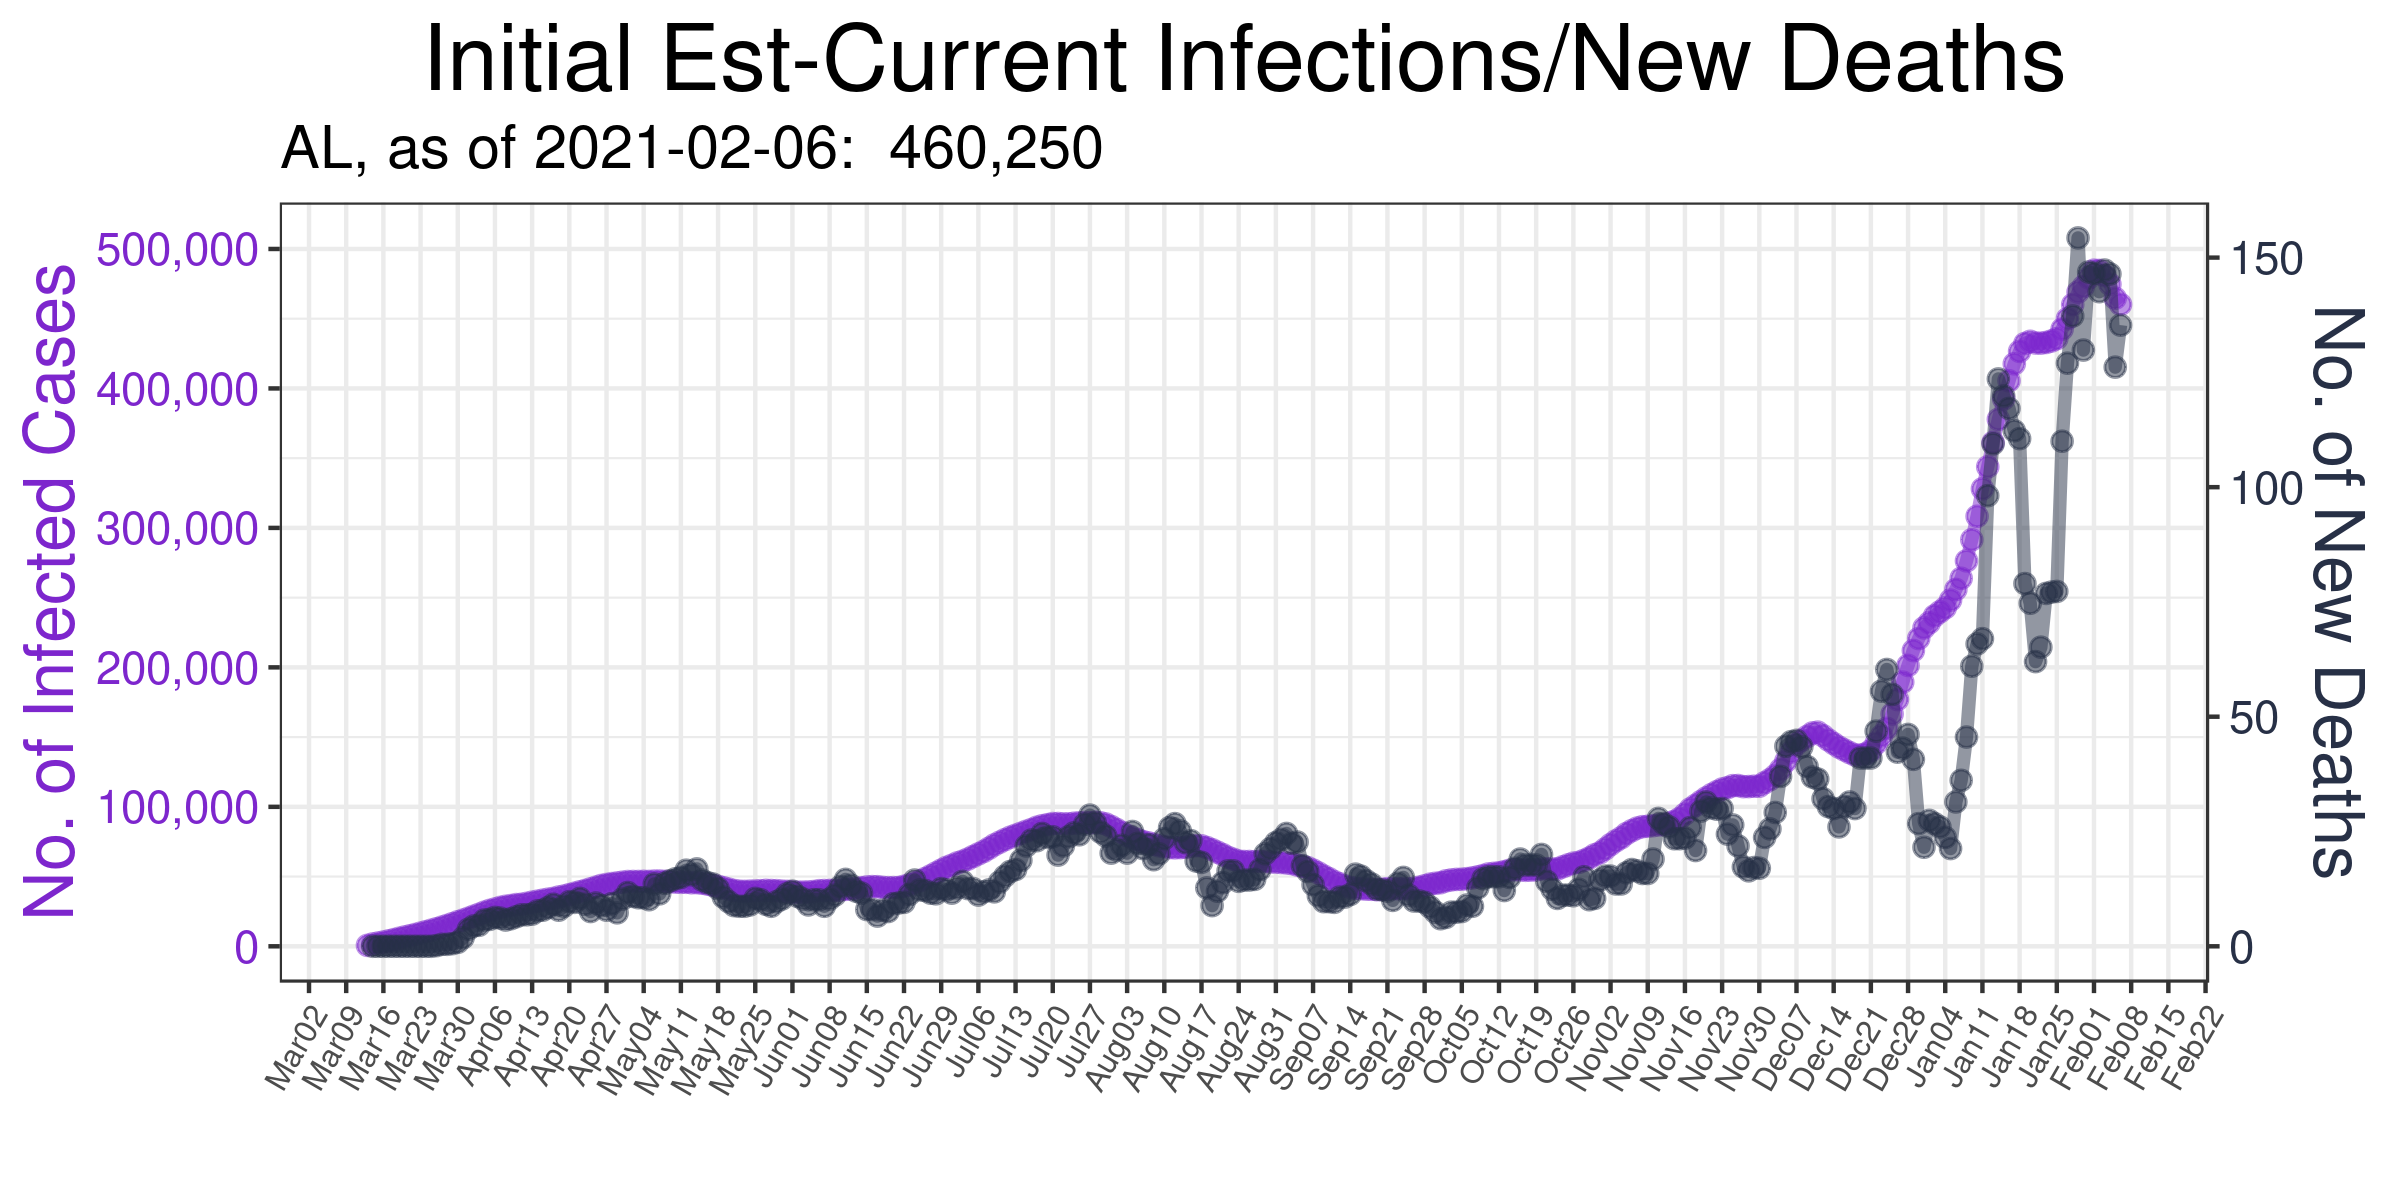 Initial Est-Current Infections/New Deaths
AL, as of 2021-02-06:  460,250
No. of Infected Cases
500,000
400,000
300,000
200,000
100,000
0
150
100
50
0
No. of New Deaths
Mar02
Mar09
Mar16
Mar23
Mar30
Apr06
Apr13
Apr20
Apr27
May04
May11
May18
May25
Jun01
Jun08
Jun15
Jun22
Jun29
Jul06
Jul13
Jul20
Jul27
Aug03
Aug10
Aug17
Aug24
Aug31
Sep07
Sep14
Sep21
Sep28
Oct05
Oct12
Oct19
Oct26
Nov02
Nov09
Nov16
Nov23
Nov30
Dec07
Dec14
Dec21
Dec28
Jan04
Jan11
Jan18
Jan25
Feb01
Feb08
Feb15
Feb22